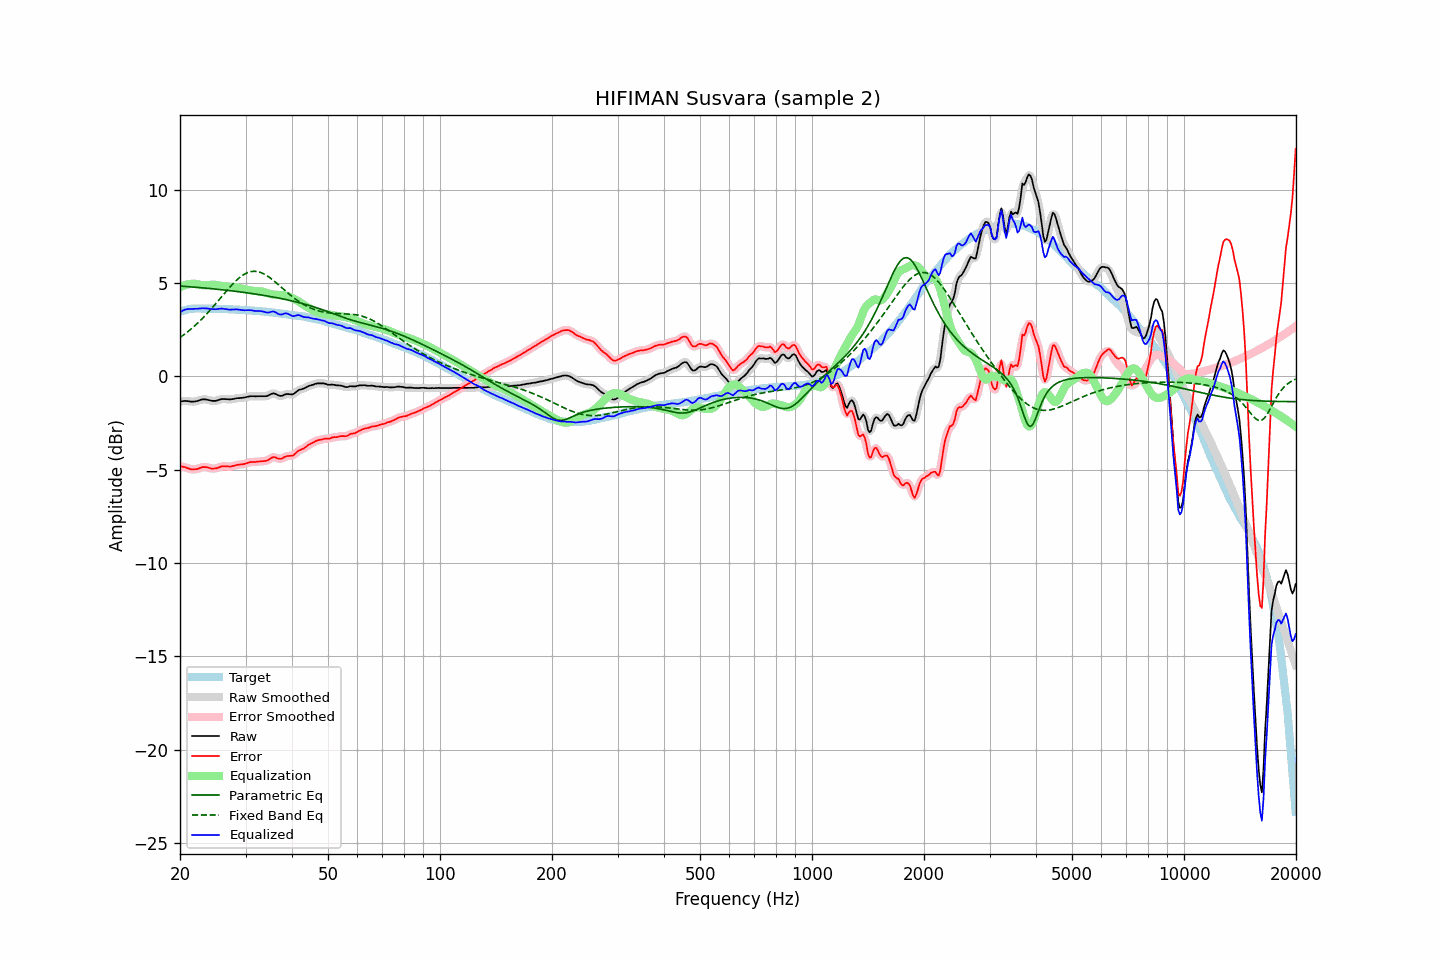 HIFIMAN Susvara (sample 2)
Amplitude (dBr)
10
5
0
−5
−10
−15
−20
−25
Target
Raw Smoothed
Error Smoothed
Raw
Error
Equalization
Parametric Eq
Fixed Band Eq
Equalized
20 50 100 200 500 1000 2000 5000 10000 20000
Frequency (Hz)